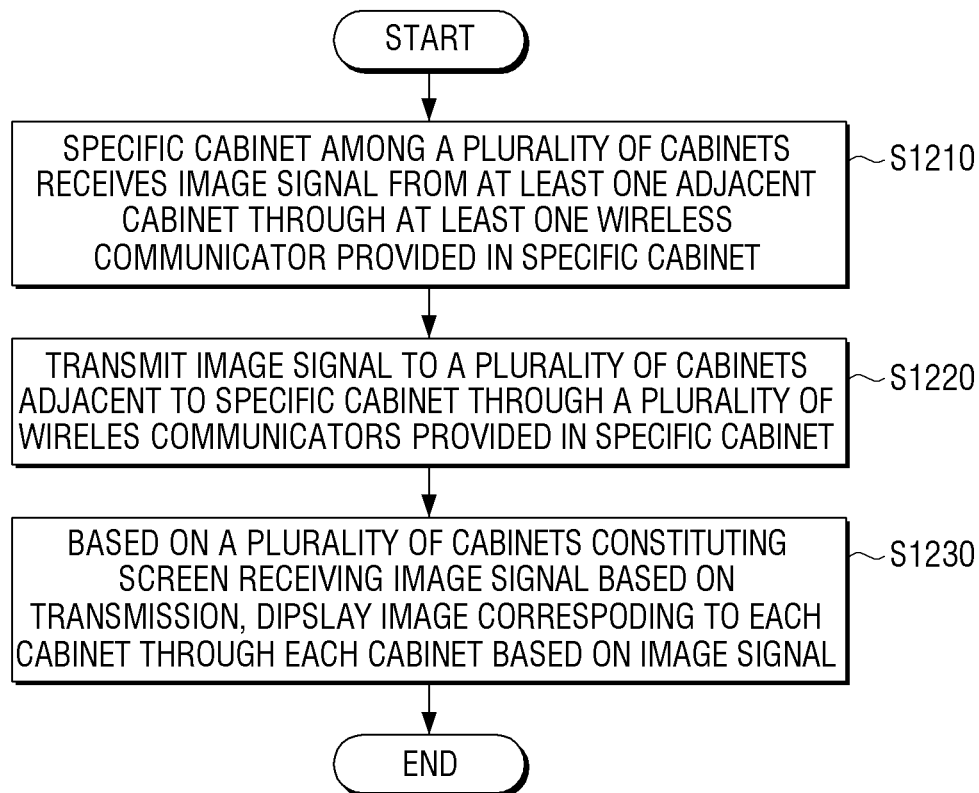 START
SPECIFIC CABINET AMONG A PLURALITY OF CABINETS
RECEIVES IMAGE SIGNAL FROM AT LEAST ONE ADJACENT
CABINET THROUGH AT LEAST ONE WIRELESS
COMMUNICATOR PROVIDED IN SPECIFIC CABINET
S1210
TRANSMIT IMAGE SIGNAL TO A PLURALITY OF CABINETS
ADJACENT TO SPECIFIC CABINET THROUGH A PLURALITY OF
WIRELES COMMUNICATORS PROVIDED IN SPECIFIC CABINET
S1220
BASED ON A PLURALITY OF CABINETS CONSTITUTING
SCREEN RECEIVING IMAGE SIGNAL BASED ON
TRANSMISSION, DIPSLAY IMAGE CORRESPODING TO EACH
CABINET THROUGH EACH CABINET BASED ON IMAGE SIGNAL
S1230
END